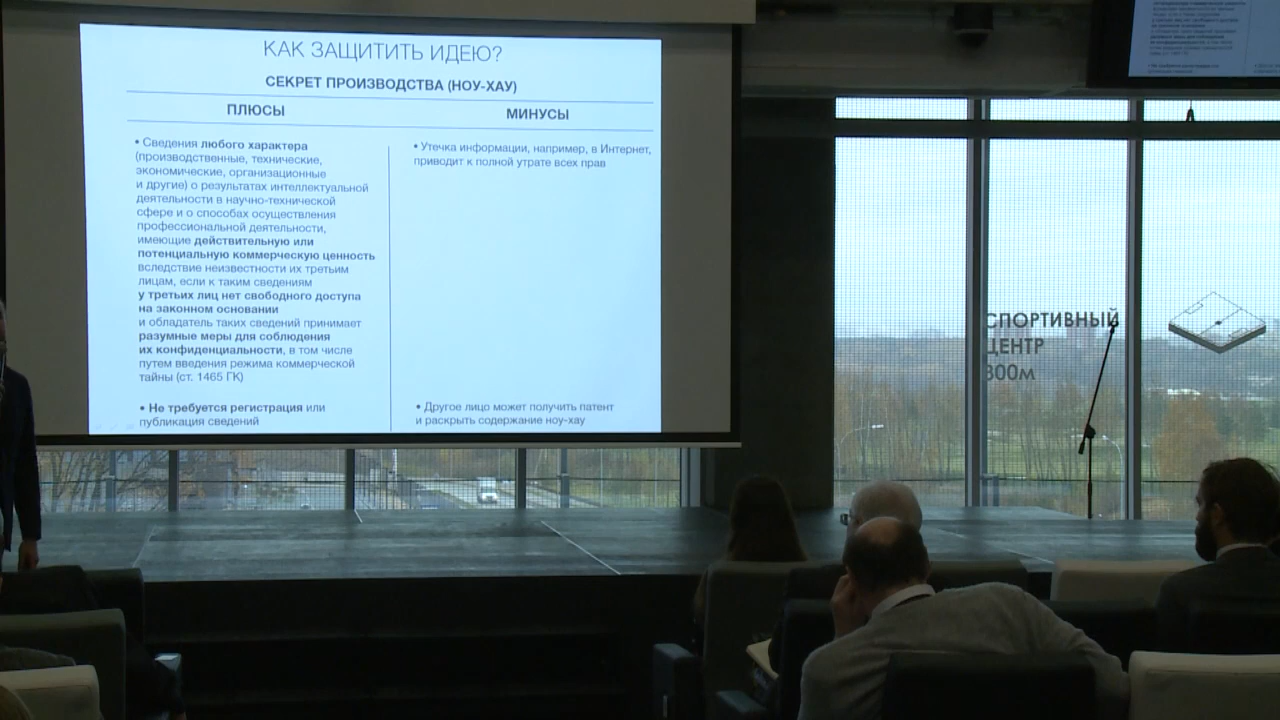 КАК ЗАЩИТИТЬ ИДЕЮ?
СЕКРЕТ ПРОИЗВОДСТВА (НОУ-ХАУ)
ПЛЮСЫ
• Сведения любого характера
(производственные, технические,
экономические, организационные
и другие) о результатах интеллектуальной
деятельности в научно-технической
сфере и о способах осуществления
профессиональной деятельности,
имеющие действительную или
потенциальную коммерческую ценность
вследствие неизвестности их третьим
лицам, если к таким сведениям
у третьих лиц нет свободного доступа
на законном основании
и обладатель таких сведений принимает
разумные меры для соблюдения
их конфиденциальности, в том числе
путем введения режима коммерческой
тайны (ст. 1465 ГК)
• Не требуется регистрация или
публикация сведений
МИНУСЫ
• Утечка информации, например, в Интернет,
приводит к полной утрате всех прав
• Другое лицо может получить патент
и раскрыть содержание ноу-хау
СПОРТИВНЫЙ
ЦЕНТР
300м